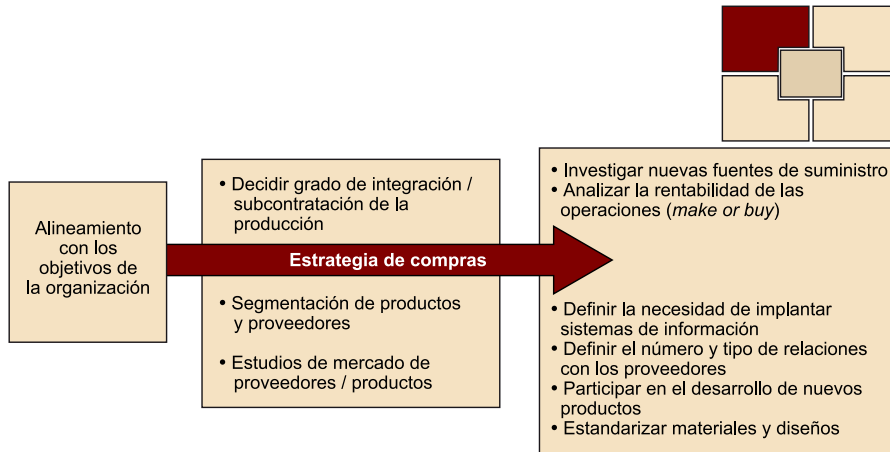 Alineamiento
con los
objetivos de
la organización
• Decidir grado de integración /
subcontratación de la
producción
Estrategia de compras
• Segmentación de productos
y proveedores
• Estudios de mercado de
proveedores / productos
• Investigar nuevas fuentes de suministro
• Analizar la rentabilidad de las
operaciones (make or buy)
• Definir la necesidad de implantar
sistemas de información
• Definir el número y tipo de relaciones
con los proveedores
• Participar en el desarrollo de nuevos
productos
• Estandarizar materiales y diseños